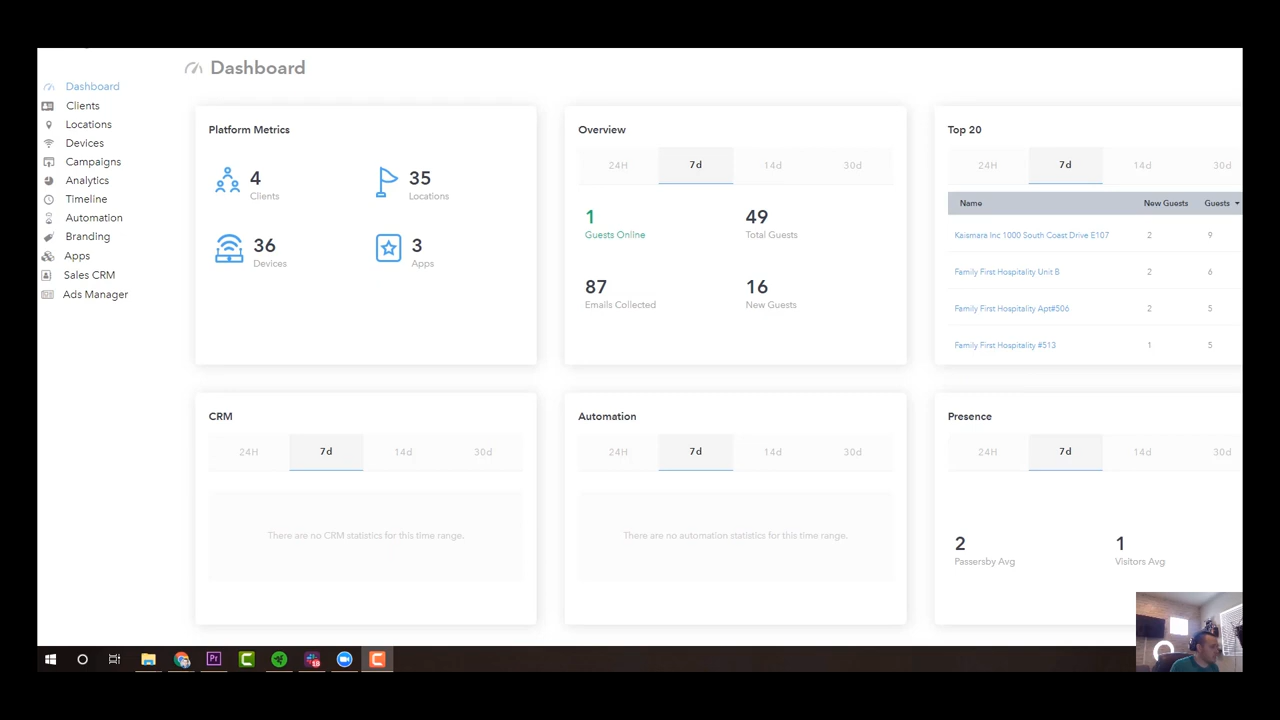 Dashboard
Dashboard
Clients
Locations
Devices
Campaigns
Analytics
Timeline
Automation
Branding
Apps
Sales CRM
Ads Manager
Platform Metrics
4
Clients
35
Locations
36
Devices
3
Apps
Overview
24H 7d 14d 30d
1
Guests Online
49
Total Guests
87
Emails Collected
16
New Guests
Top 20
24H 7d 14d 30d
Name New Guests Guests
Kaismara Inc 1000 South Coast Drive E107 2 9
Family First Hospitality Unit B 2 6
Family First Hospitality Apt#506 2 5
Family First Hospitality #513 1 5
CRM
24H 7d 14d 30d
There are no CRM statistics for this time range.
Automation
24H 7d 14d 30d
There are no automation statistics for this time range.
Presence
24H 7d 14d 30d
2
Passersby Avg
1
Visitors Avg
Pr
18